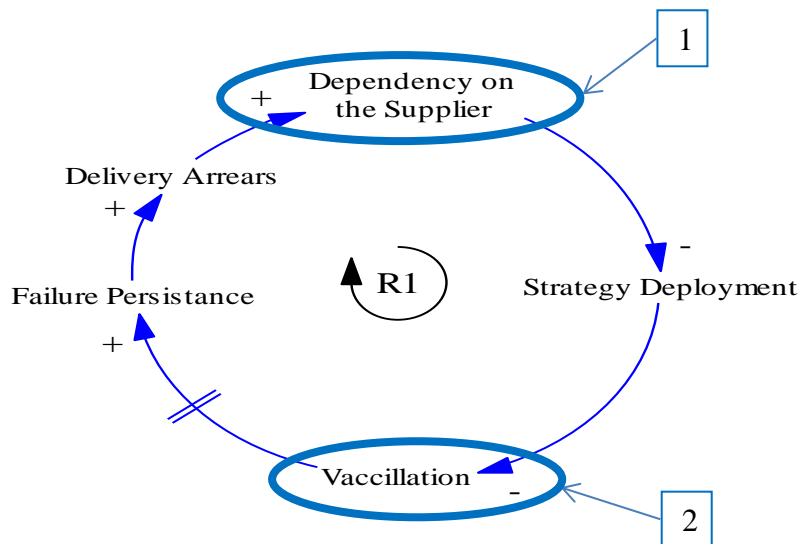 1
Dependency on
the Supplier
+
Delivery Arrears
+
-
R1
Strategy Deployment
Failure Persistance
+
Vaccillation
-
2